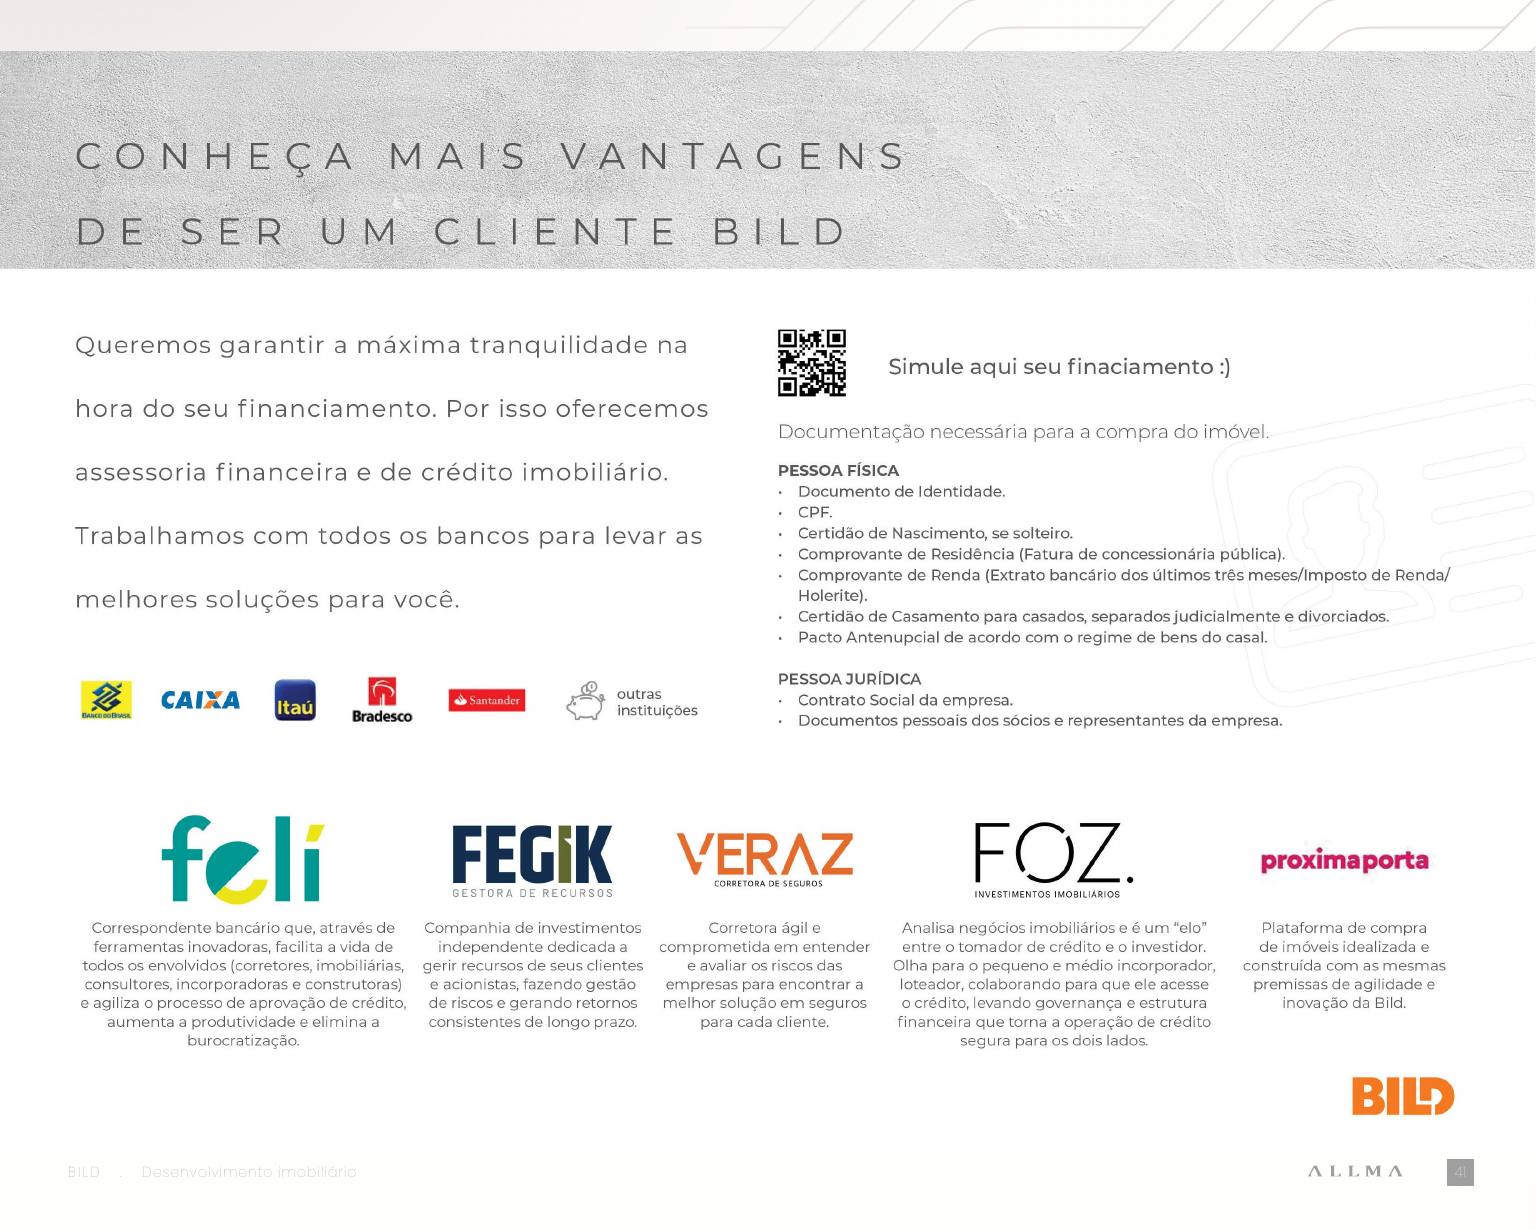 CONHEÇA MAIS VANTAGENS
DE SER UM CLIENTE BILD
Queremos garantir a máxima tranquilidade na
hora do seu financiamento. Por isso oferecemos
assessoria financeira e de crédito imobiliário.
Trabalhamos com todos os bancos para levar as
melhores soluções para você.
BANCO DO BRASIL
CAIXA
Itaú
Bradesco
Santander
outras
instituições
Simule aqui seu finaciamento :)
Documentação necessária para a compra do imóvel.
PESSOA FÍSICA
• Documento de Identidade.
• CPF.
• Certidão de Nascimento, se solteiro.
• Comprovante de Residência (Fatura de concessionária pública).
• Comprovante de Renda (Extrato bancário dos últimos três meses/Imposto de Renda/
Holerite).
• Certidão de Casamento para casados, separados judicialmente e divorciados.
• Pacto Antenupcial de acordo com o regime de bens do casal.
PESSOA JURÍDICA
• Contrato Social da empresa.
• Documentos pessoais dos sócios e representantes da empresa.
feli
Correspondente bancário que, através de
ferramentas inovadoras, facilita a vida de
todos os envolvidos (corretores, imobiliárias,
consultores, incorporadoras e construtoras)
e agiliza o processo de aprovação de crédito,
aumenta a produtividade e elimina a
burocratização.
FEGIK
GESTORA DE RECURSOS
Companhia de investimentos
independente dedicada a
gerir recursos de seus clientes
e acionistas, fazendo gestão
de riscos e gerando retornos
consistentes de longo prazo.
VERAZ
CORRETORA DE SEGUROS
Corretora ágil e
comprometida em entender
e avaliar os riscos das
empresas para encontrar a
melhor solução em seguros
para cada cliente.
FOZ.
INVESTIMENTOS IMOBILIÁRIOS
Analisa negócios imobiliários e é um “elo”
entre o tomador de crédito e o investidor.
Olha para o pequeno e médio incorporador,
loteador, colaborando para que ele acesse
o crédito, levando governança e estrutura
financeira que torna a operação de crédito
segura para os dois lados.
proximaporta
Plataforma de compra
de imóveis idealizada e
construída com as mesmas
premissas de agilidade e
inovação da Bild.
BILD
BILD . Desenvolvimento imobiliário
ALLMA
41